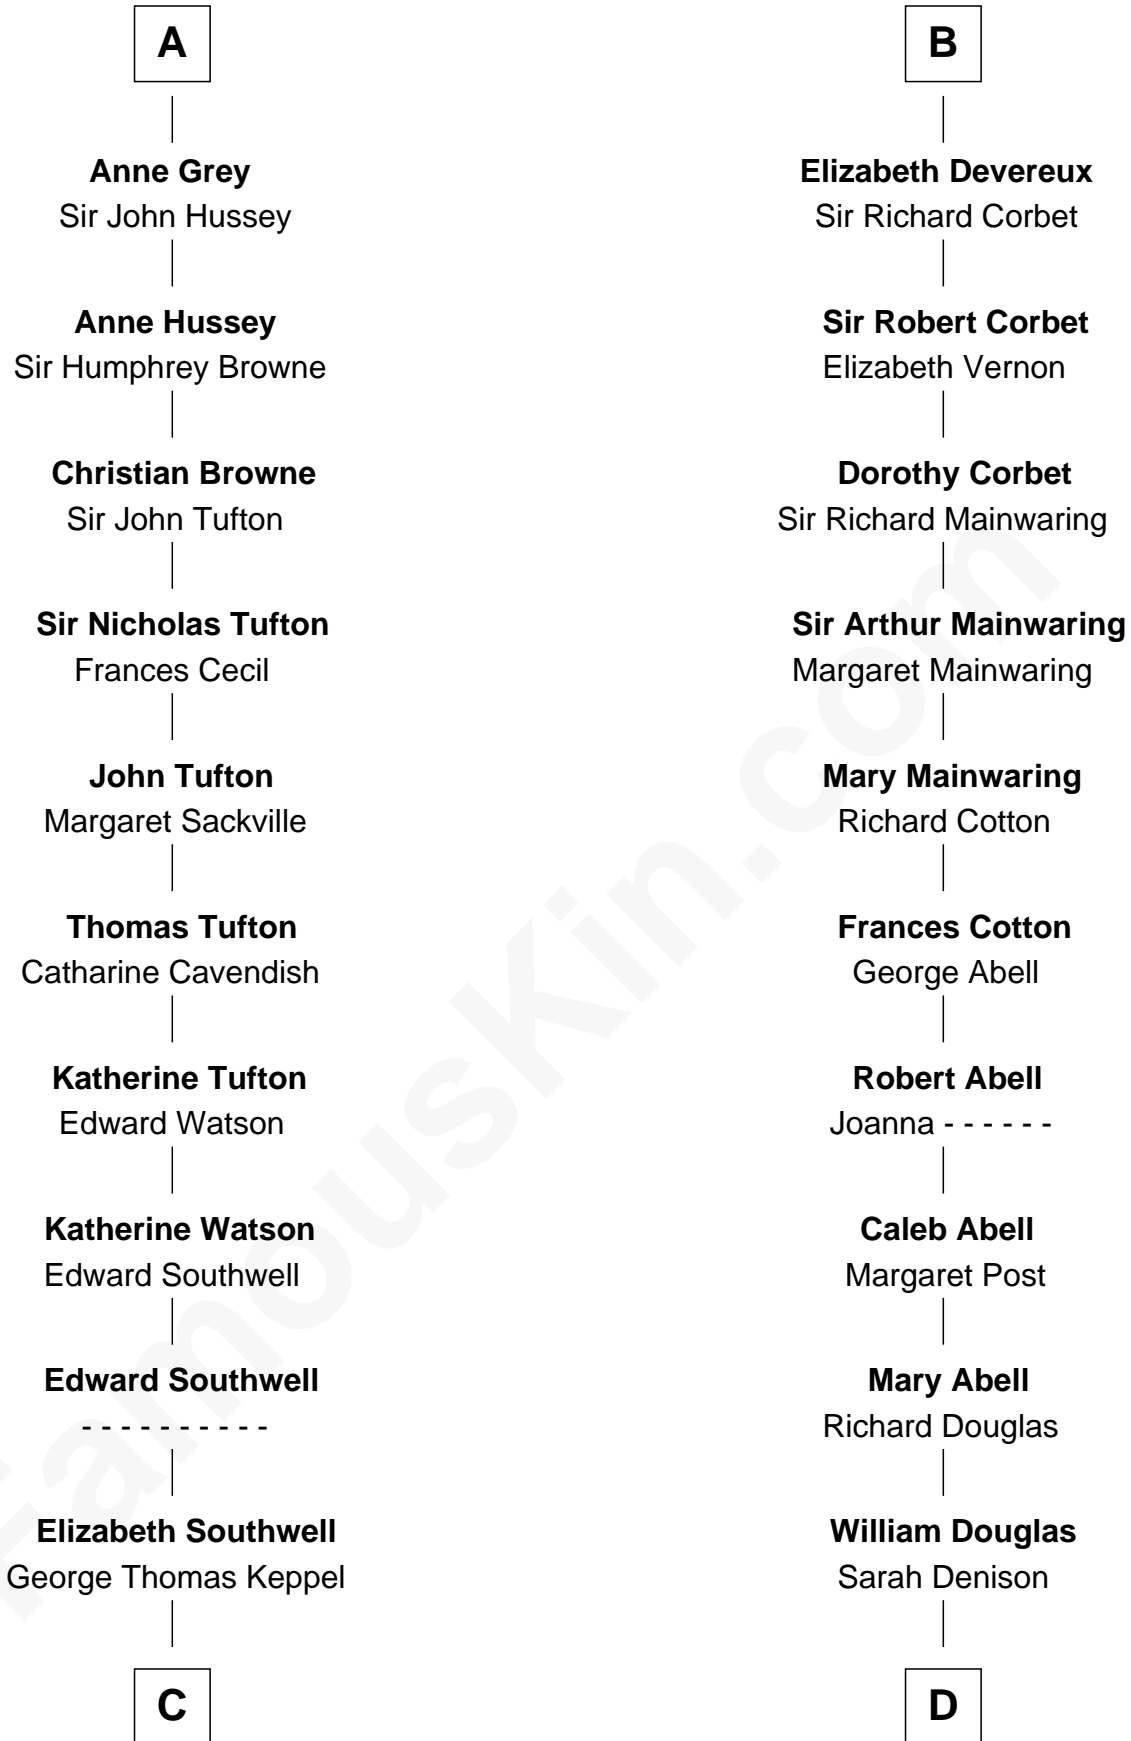 A
Anne Grey
Sir John Hussey
Anne Hussey
Sir Humphrey Browne
Christian Browne
Sir John Tufton
Sir Nicholas Tufton
Frances Cecil
John Tufton
Margaret Sackville
Thomas Tufton
Catharine Cavendish
Katherine Tufton
Edward Watson
Katherine Watson
Edward Southwell
Edward Southwell
- - - - - - - - - -
Elizabeth Southwell
George Thomas Keppel
C
B
Elizabeth Devereux
Sir Richard Corbet
Sir Robert Corbet
Elizabeth Vernon
Dorothy Corbet
Sir Richard Mainwaring
Sir Arthur Mainwaring
Margaret Mainwaring
Mary Mainwaring
Richard Cotton
Frances Cotton
George Abell
Robert Abell
Joanna - - - - - -
Caleb Abell
Margaret Post
Mary Abell
Richard Douglas
William Douglas
Sarah Denison
D
FamousKin.com